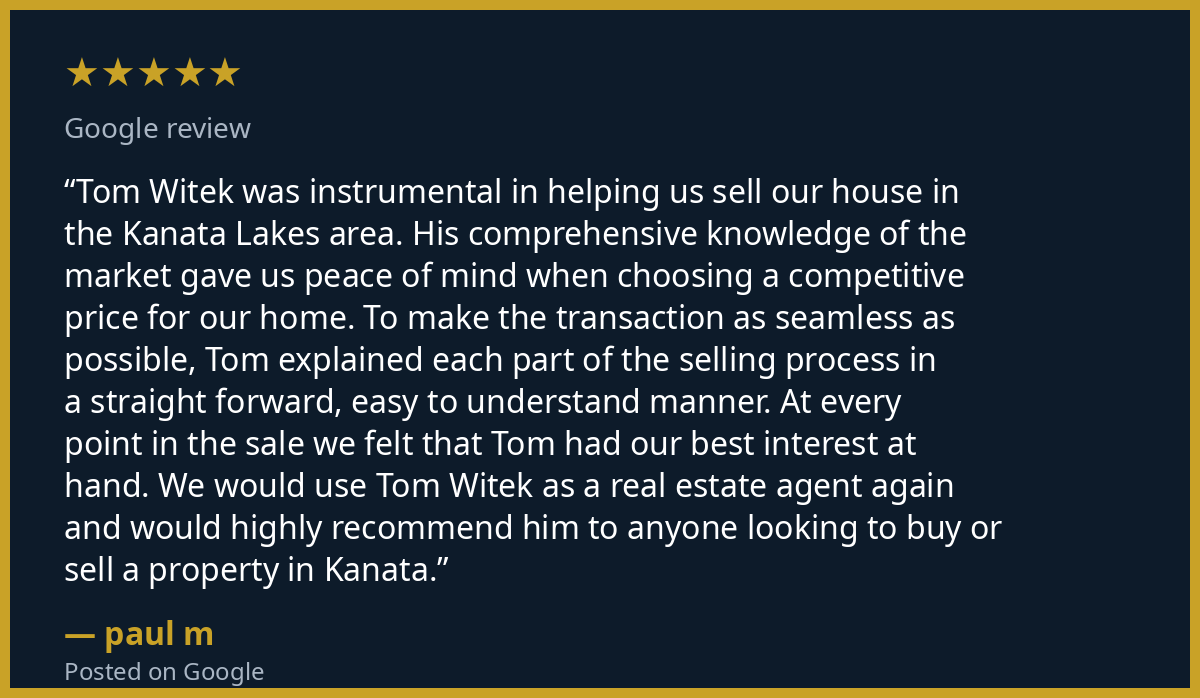 ★★★★★
Google review
“Tom Witek was instrumental in helping us sell our house in
the Kanata Lakes area. His comprehensive knowledge of the
market gave us peace of mind when choosing a competitive
price for our home. To make the transaction as seamless as
possible, Tom explained each part of the selling process in
a straight forward, easy to understand manner. At every
point in the sale we felt that Tom had our best interest at
hand. We would use Tom Witek as a real estate agent again
and would highly recommend him to anyone looking to buy or
sell a property in Kanata.”
— paul m
Posted on Google